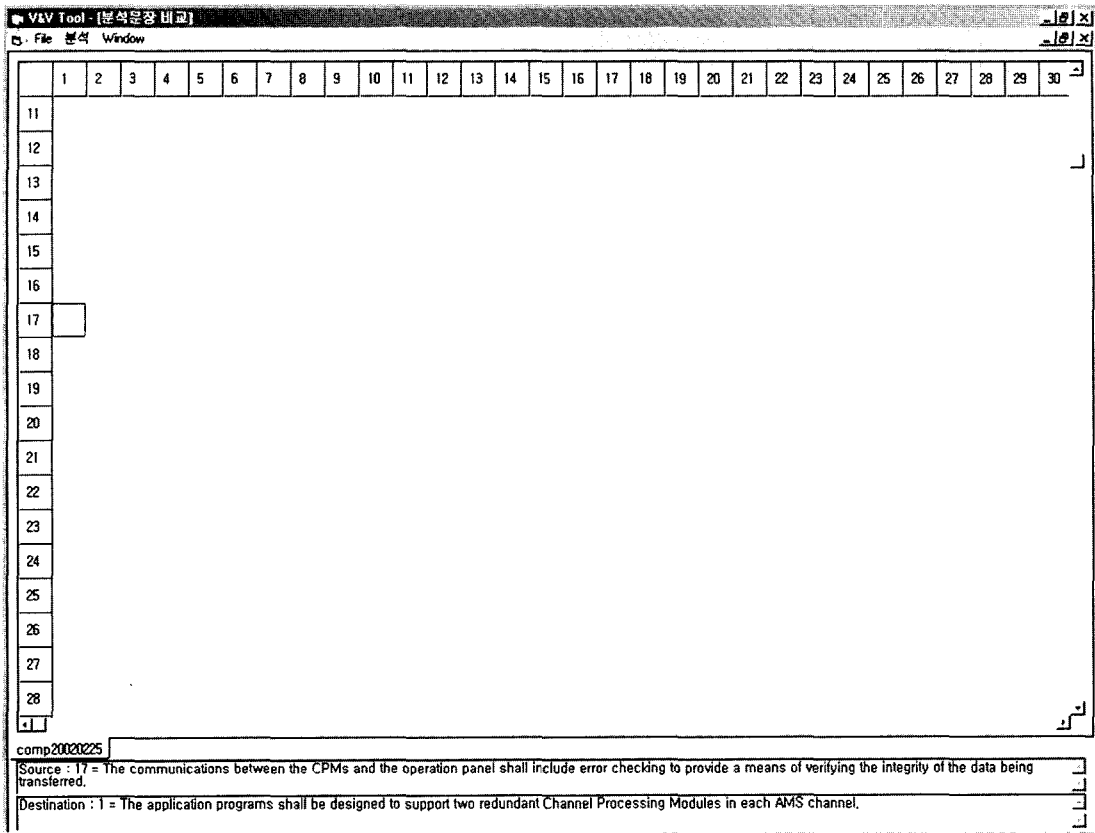 V&V Tool - [분석문장 비교]
File 분석 Window
1 2 3 4 5 6 7 8 9 10 11 12 13 14 15 16 17 18 19 20 21 22 23 24 25 26 27 28 29 30
11
12
13
14
15
16
17
18
19
20
21
22
23
24
25
26
27
28
comp20020225
Source : 17 = The communications between the CPMs and the operation panel shall include error checking to provide a means of verifying the integrity of the data being
transferred.
Destination : 1 = The application programs shall be designed to support two redundant Channel Processing Modules in each AMS channel.